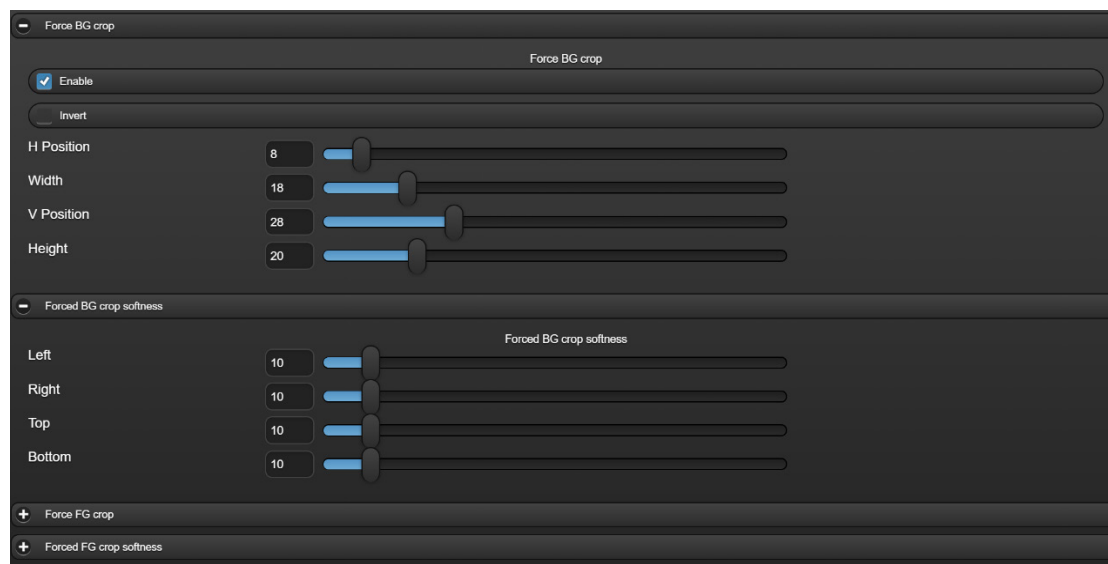 Force BG crop
Force BG crop
Enable
Invert
H Position 8
Width 18
V Position 28
Height 20
Forced BG crop softness
Forced BG crop softness
Left 10
Right 10
Top 10
Bottom 10
Force FG crop
Forced FG crop softness